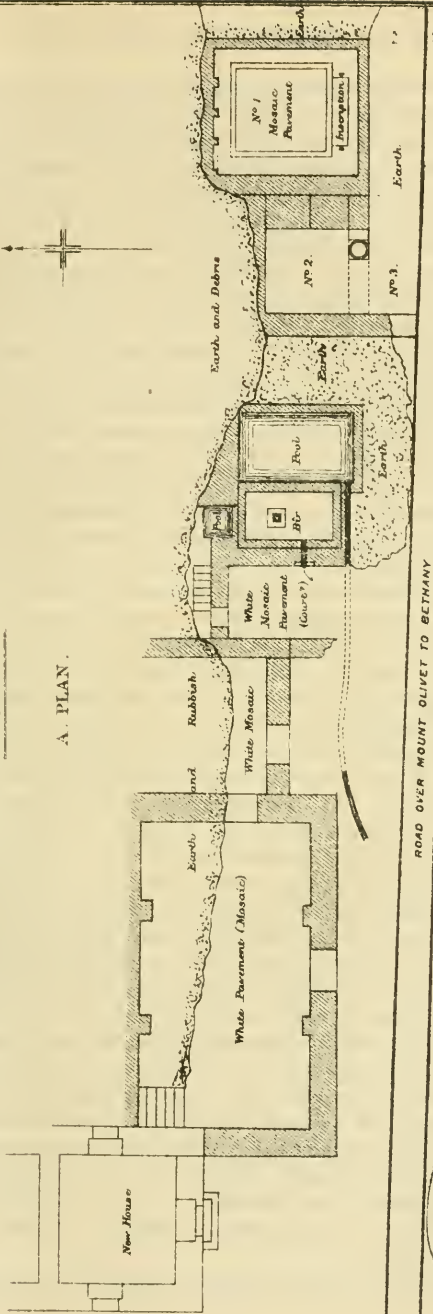 A PLAN.
Earth
Nº 1
Mosaic
Pavement
Inscription
Earth.
Earth and Debris
Nº 2.
Nº 3.
Earth
Earth
Pool
Pool
Bir
White
Mosaic
Pavement
(Court?)
Earth and Rubbish
White Mosaic
White Pavement (Mosaic)
New House
ROAD OVER MOUNT OLIVET TO BETHANY